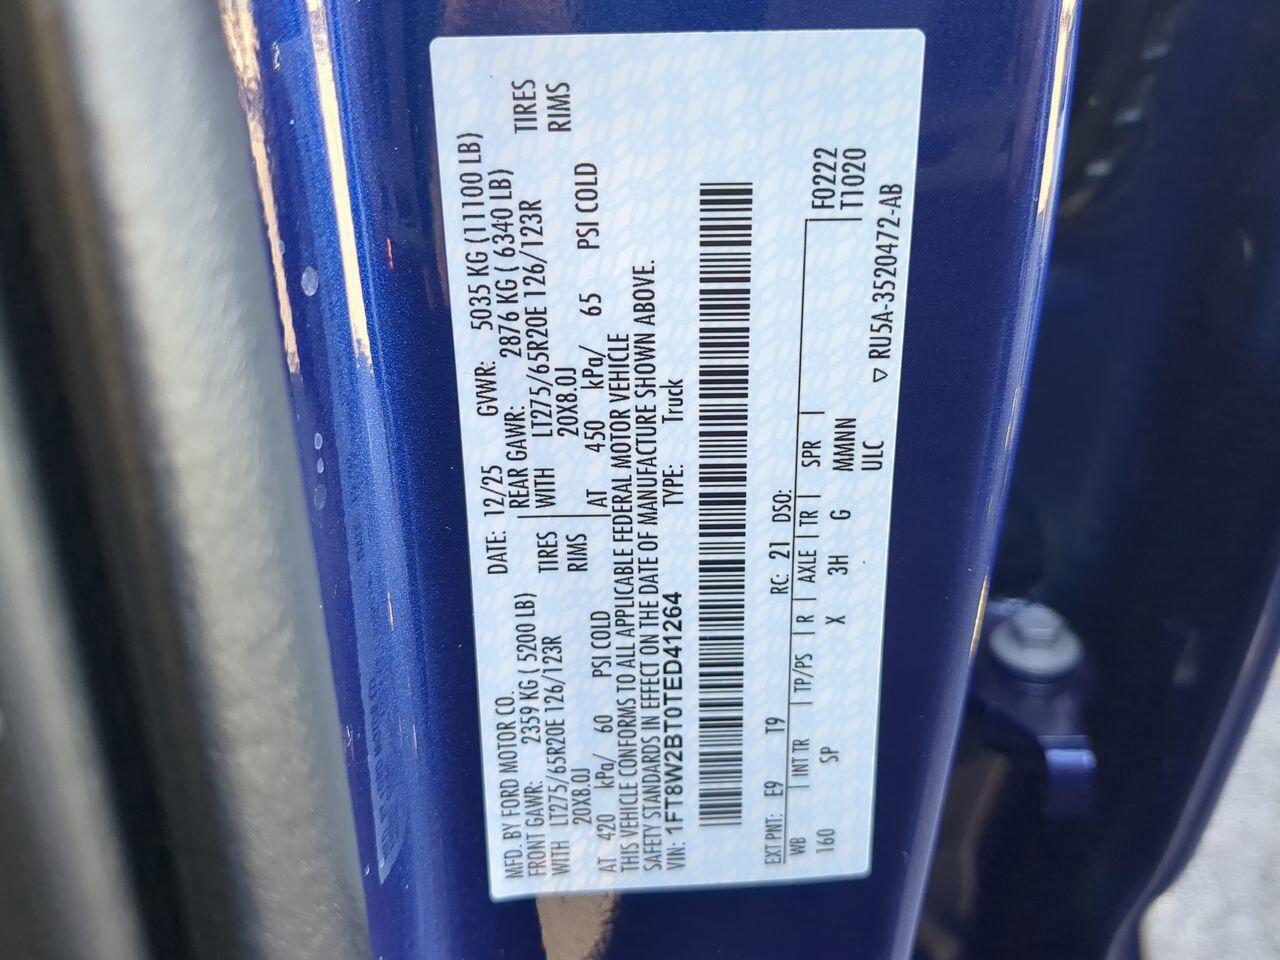 MFD. BY FORD MOTOR CO. DATE: 12/25 GVWR: 5035 KG (11100 LB)
FRONT GAWR: 2359 KG ( 5200 LB) REAR GAWR: 2876 KG ( 6340 LB)
WITH LT275/65R20E 126/123R TIRES WITH LT275/65R20E 126/123R TIRES
20X8.0J RIMS 20X8.0J RIMS
AT 420 kPa/ 60 PSI COLD AT 450 kPa/ 65 PSI COLD
THIS VEHICLE CONFORMS TO ALL APPLICABLE FEDERAL MOTOR VEHICLE
SAFETY STANDARDS IN EFFECT ON THE DATE OF MANUFACTURE SHOWN ABOVE.
VIN: 1FT8W2BT0TED41264 TYPE: Truck
EXT PNT: E9 T9 RC: 21 DSO: F0222
WB INT TR TP/PS R AXLE TR SPR T1020
160 SP X 3H G MMNN
ULC ▽ RU5A-3520472-AB